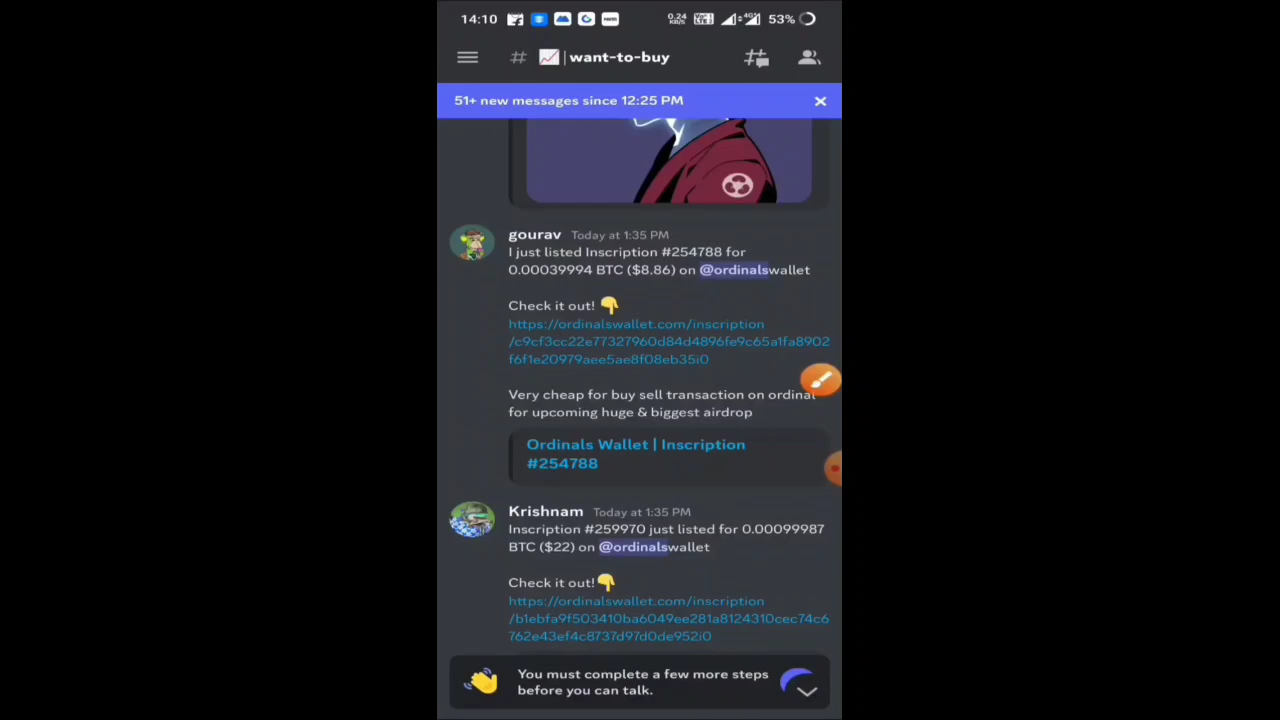 14:10
0.24 KB/S
4G+
53%
# 📈 | want-to-buy
51+ new messages since 12:25 PM
gourav Today at 1:35 PM
I just listed Inscription #254788 for
0.00039994 BTC ($8.86) on @ordinalswallet
Check it out! 👇
https://ordinalswallet.com/inscription
/c9cf3cc22e77327960d84d4896fe9c65a1fa8902
f6f1e20979aee5ae8f08eb35i0
Very cheap for buy sell transaction on ordinal
for upcoming huge & biggest airdrop
Ordinals Wallet | Inscription
#254788
Krishnam Today at 1:35 PM
Inscription #259970 just listed for 0.00099987
BTC ($22) on @ordinalswallet
Check it out!👇
https://ordinalswallet.com/inscription
/b1ebfa9f503410ba6049ee281a8124310cec74c6
762e43ef4c8737d97d0de952i0
You must complete a few more steps
before you can talk.